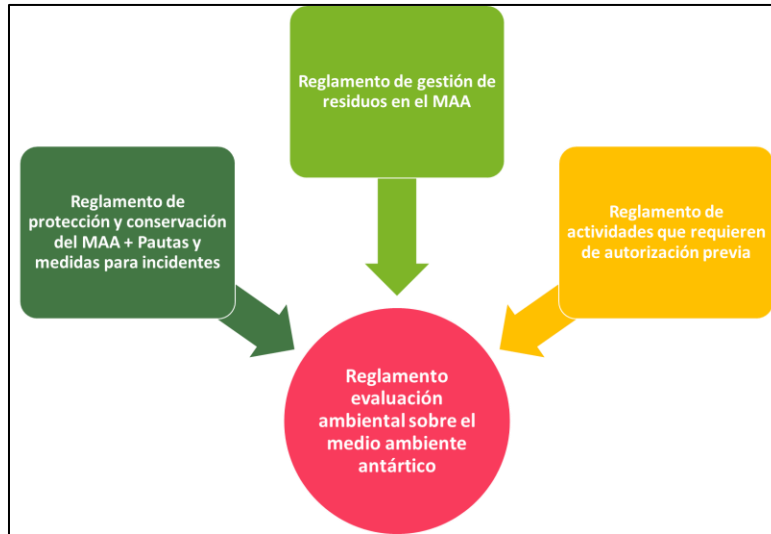 Reglamento de gestión de
residuos en el MAA
Reglamento de
protección y conservación
del MAA + Pautas y
medidas para incidentes
Reglamento de
actividades que requieren
de autorización previa
Reglamento
evaluación
ambiental sobre el
medio ambiente
antártico